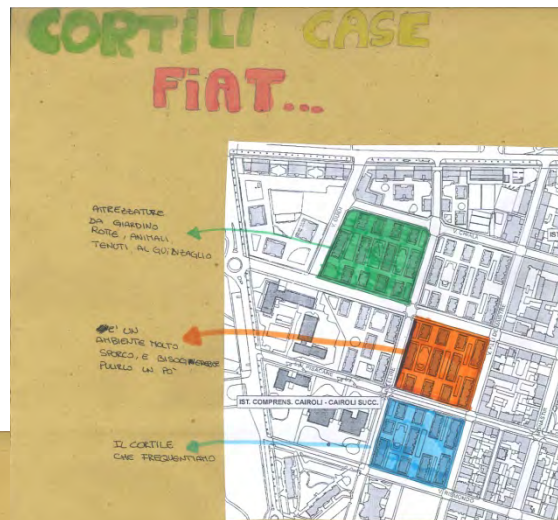 CORTILI CASE
FIAT...
ATTREZZATURE
DA GIARDINO
ROTTE, ANIMALI
TENUTI AL GUINZAGLIO
E' UN
AMBIENTE MOLTO
SPORCO, E BISOGNEREBBE
PULIRLO UN PO'
IST. COMPRENS. CAIROLI - CAIROLI SUCC.
IL CORTILE
CHE FREQUENTIAMO